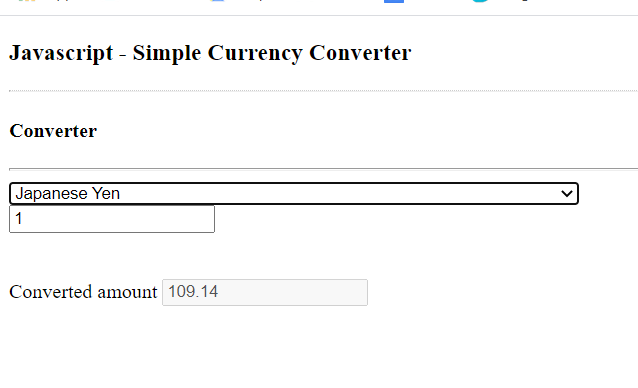 Javascript - Simple Currency Converter
Converter
Japanese Yen
1
Converted amount 109.14